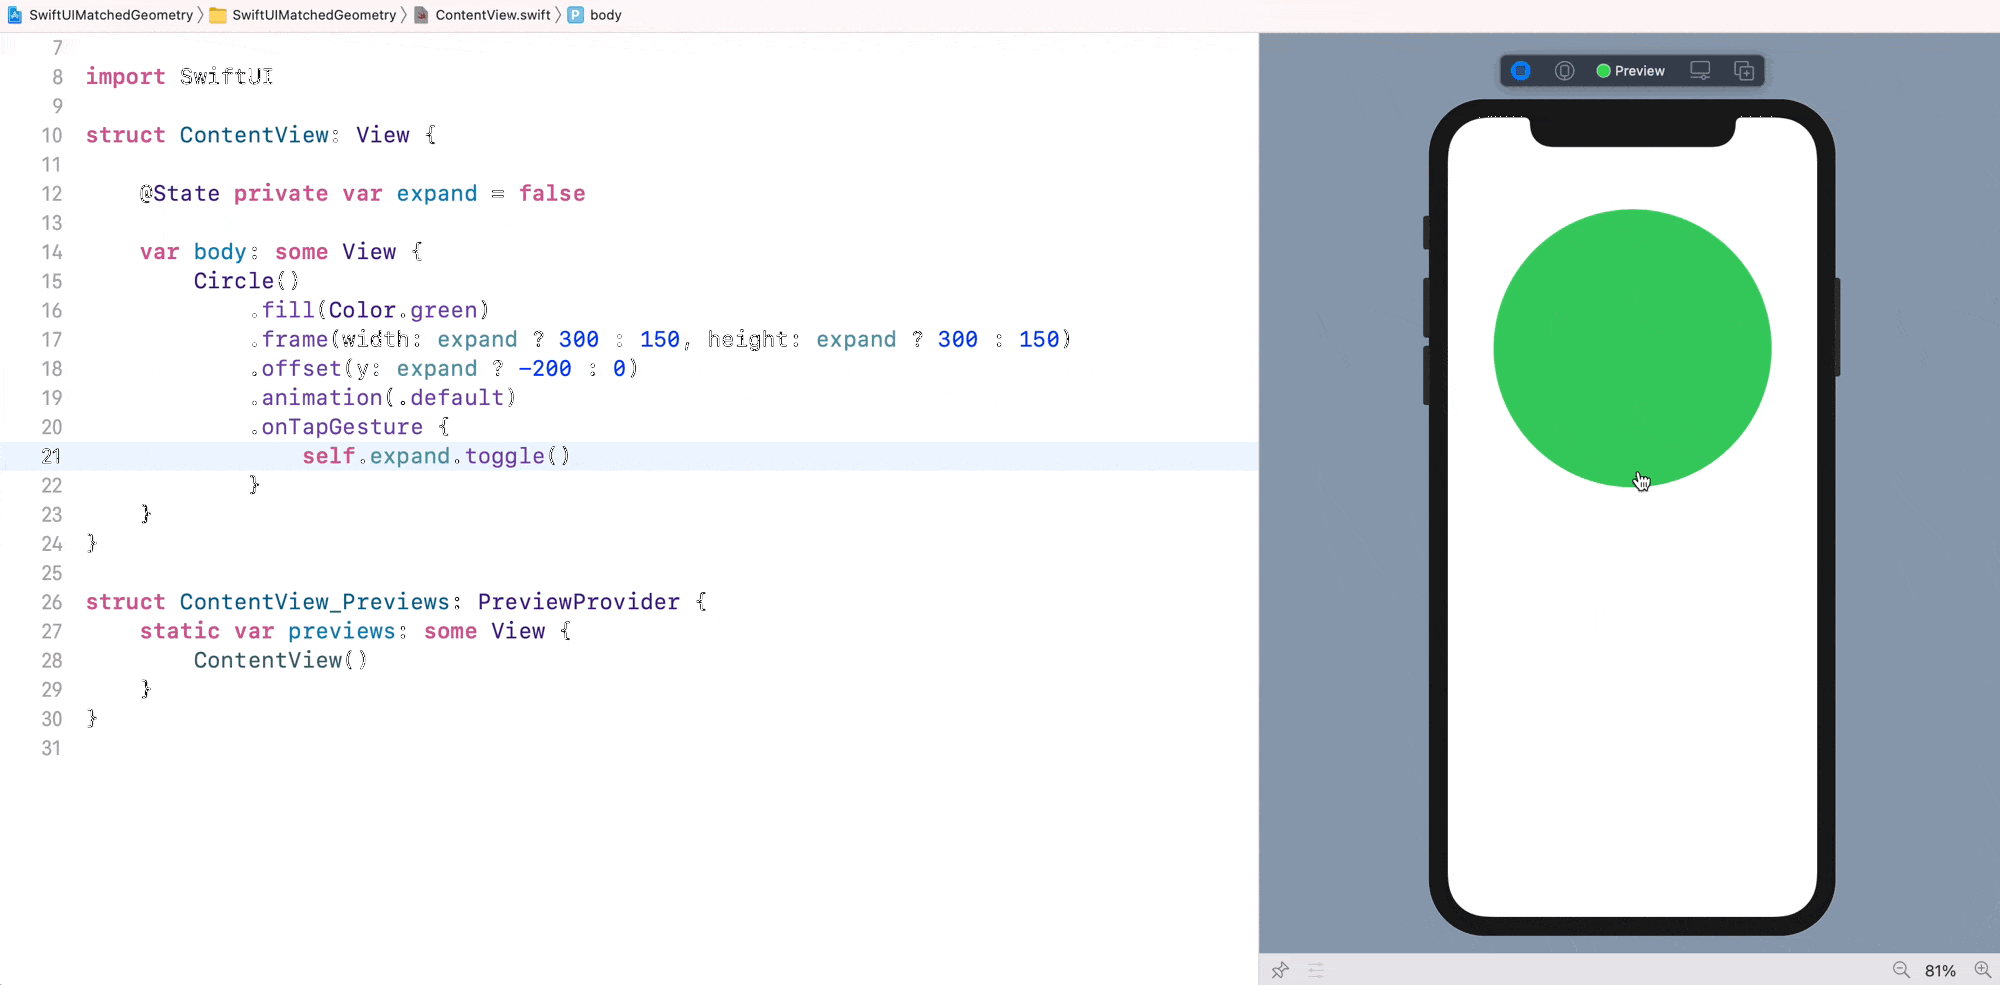 SwiftUIMatchedGeometry 〉 SwiftUIMatchedGeometry 〉 ContentView.swift 〉 P body
7
8 import SwiftUI
9
10 struct ContentView: View {
11
12     @State private var expand = false
13
14     var body: some View {
15         Circle()
16             .fill(Color.green)
17             .frame(width: expand ? 300 : 150, height: expand ? 300 : 150)
18             .offset(y: expand ? -200 : 0)
19             .animation(.default)
20             .onTapGesture {
21                 self.expand.toggle()
22             }
23     }
24 }
25
26 struct ContentView_Previews: PreviewProvider {
27     static var previews: some View {
28         ContentView()
29     }
30 }
31
Preview
81%